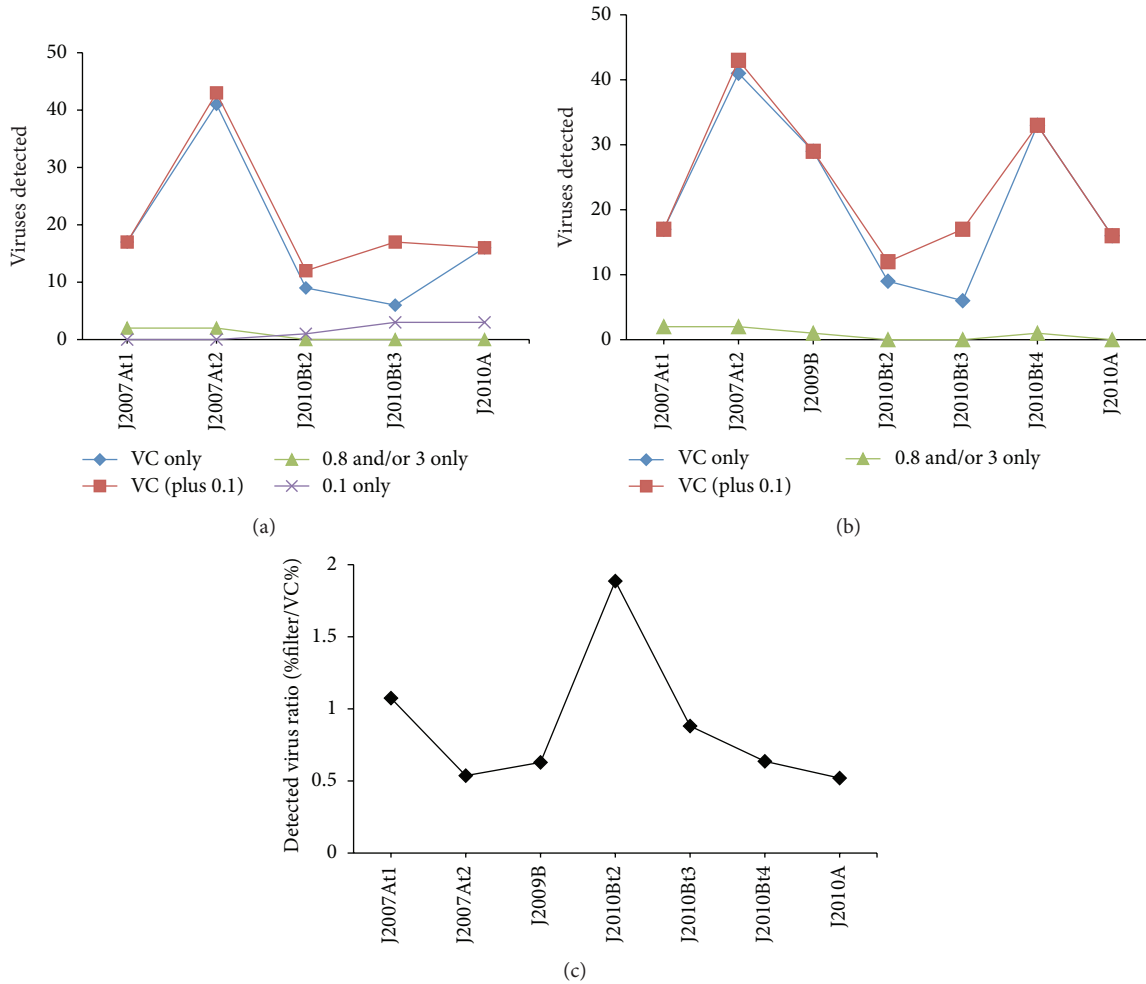 50
40
30
20
10
0
Viruses detected
J2007At1
J2007At2
J2010Bt2
J2010Bt3
J2010A
VC only
0.8 and/or 3 only
VC (plus 0.1)
0.1 only
(a)
50
40
30
20
10
0
Viruses detected
J2007At1
J2007At2
J2009B
J2010Bt2
J2010Bt3
J2010Bt4
J2010A
VC only
0.8 and/or 3 only
VC (plus 0.1)
(b)
2
1.5
1
0.5
0
Detected virus ratio (%filter/VC%)
J2007At1
J2007At2
J2009B
J2010Bt2
J2010Bt3
J2010Bt4
J2010A
(c)